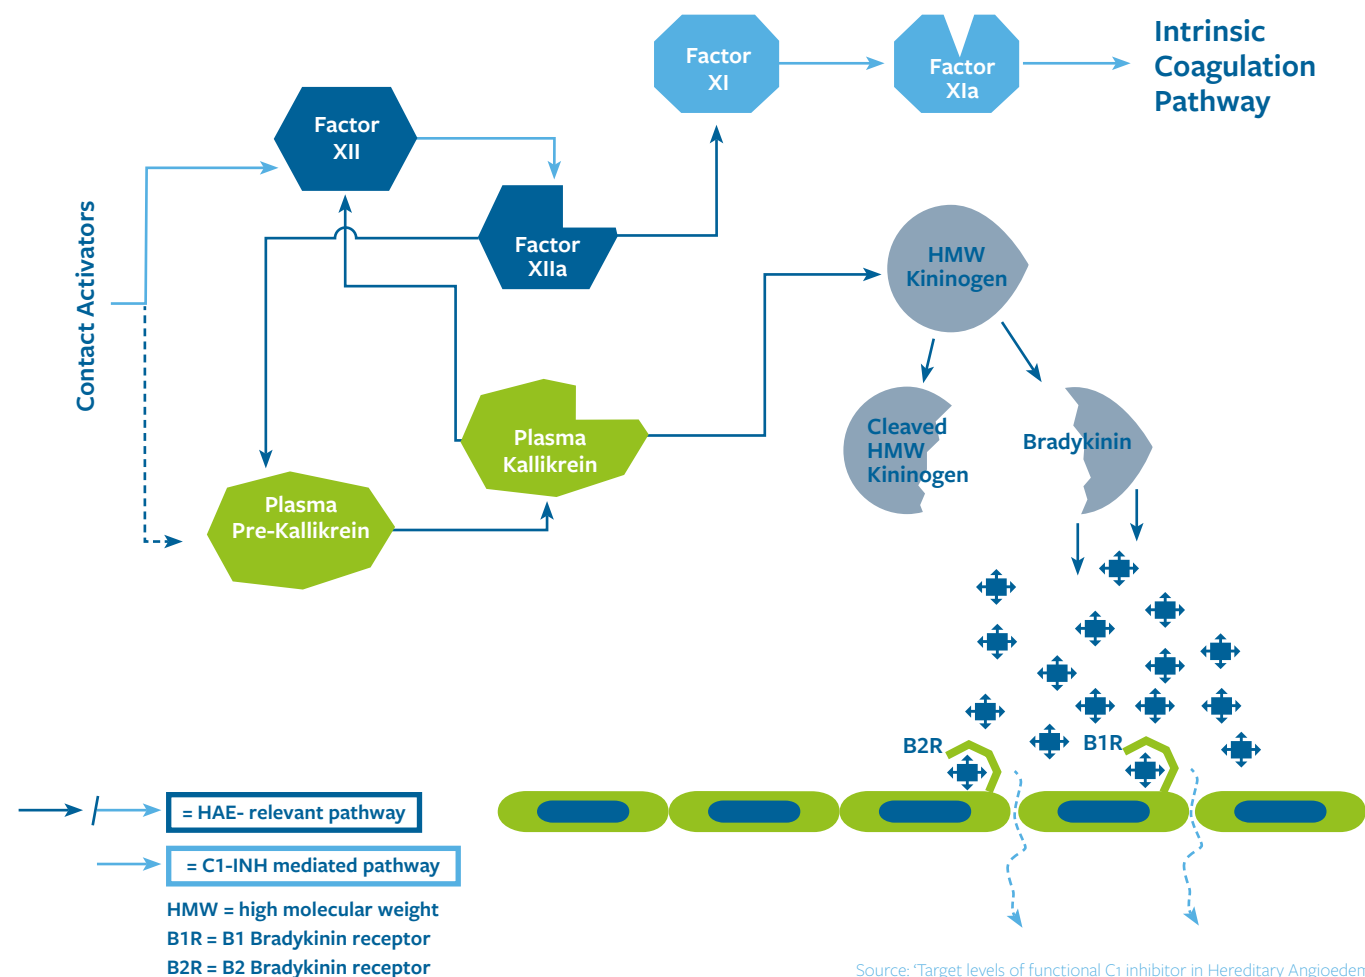 Factor
XI
Factor
XIa
Intrinsic
Coagulation
Pathway
Factor
XII
Factor
XIIa
Contact Activators
HMW
Kininogen
Cleaved
HMW
Kininogen
Bradykinin
Plasma
Kallikrein
Plasma
Pre-Kallikrein
B2R
B1R
= HAE- relevant pathway
= C1-INH mediated pathway
HMW = high molecular weight
B1R = B1 Bradykinin receptor
B2R = B2 Bradykinin receptor
Source: 'Target levels of functional C1 inhibitor in Hereditary Angioedem